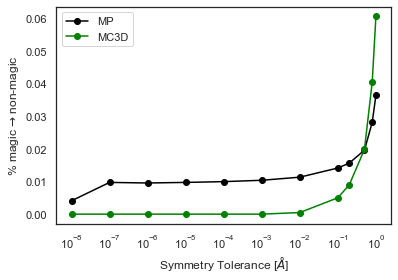 MP
MC3D
% magic → non-magic
0.06
0.05
0.04
0.03
0.02
0.01
0.00
10⁻⁸ 10⁻⁷ 10⁻⁶ 10⁻⁵ 10⁻⁴ 10⁻³ 10⁻² 10⁻¹ 10⁰
Symmetry Tolerance [Å]